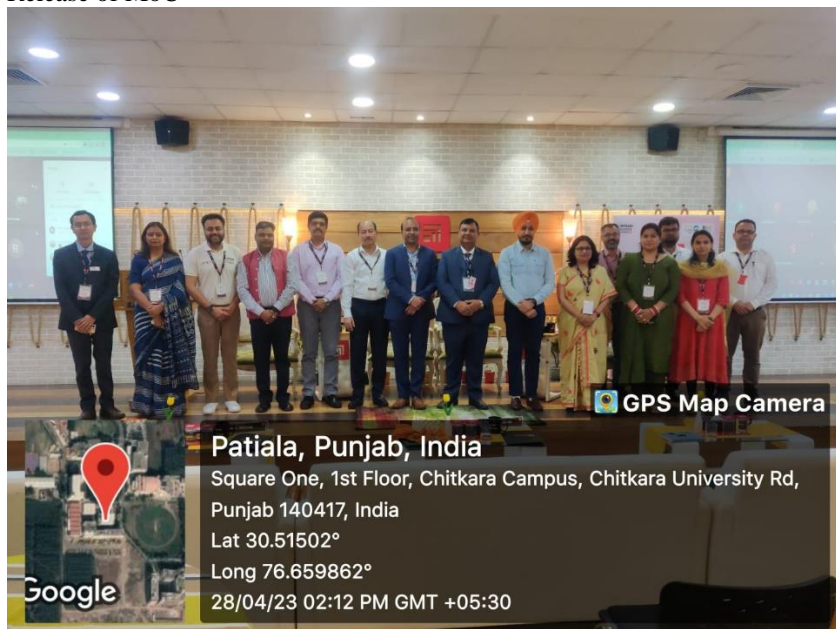 Release of MoU
GPS Map Camera
Patiala, Punjab, India
Square One, 1st Floor, Chitkara Campus, Chitkara University Rd,
Punjab 140417, India
Lat 30.51502°
Long 76.659862°
28/04/23 02:12 PM GMT +05:30
Google